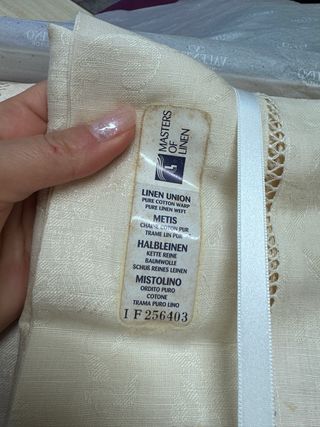 MASTERS
OF
LINEN
LINEN UNION
PURE COTTON WARP
PURE LINEN WEFT
METIS
CHAINE COTON PUR
TRAME LIN PUR
HALBLEINEN
KETTE REINE
BAUMWOLLE
SCHUß REINES LEINEN
MISTOLINO
ORDITO PURO
COTONE
TRAMA PURO LINO
I F 256403